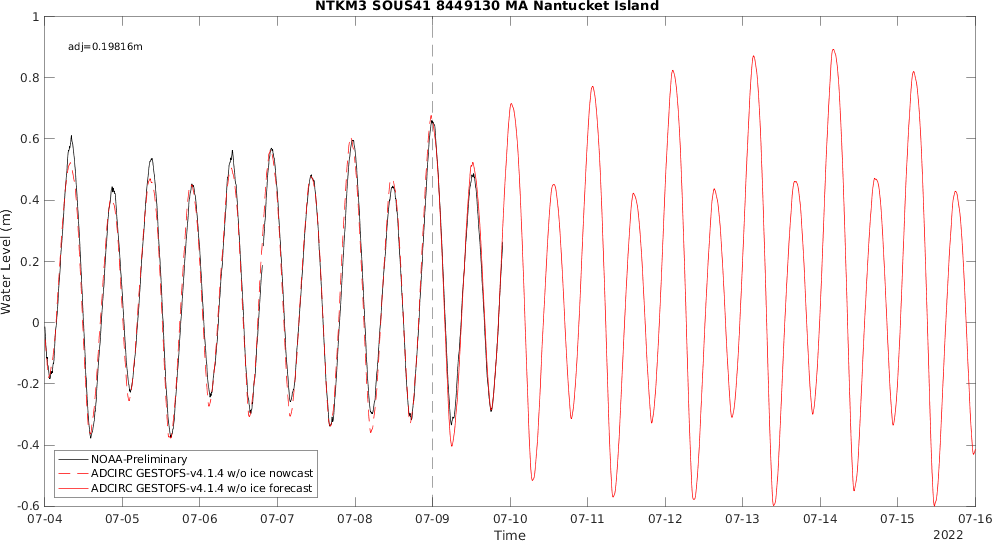 NTKM3 SOUS41 8449130 MA Nantucket Island
adj=0.19816m
1
0.8
0.6
0.4
0.2
0
-0.2
-0.4
-0.6
Water Level (m)
NOAA-Preliminary
ADCIRC GESTOFS-v4.1.4 w/o ice nowcast
ADCIRC GESTOFS-v4.1.4 w/o ice forecast
07-04 07-05 07-06 07-07 07-08 07-09 07-10 07-11 07-12 07-13 07-14 07-15 07-16
Time
2022